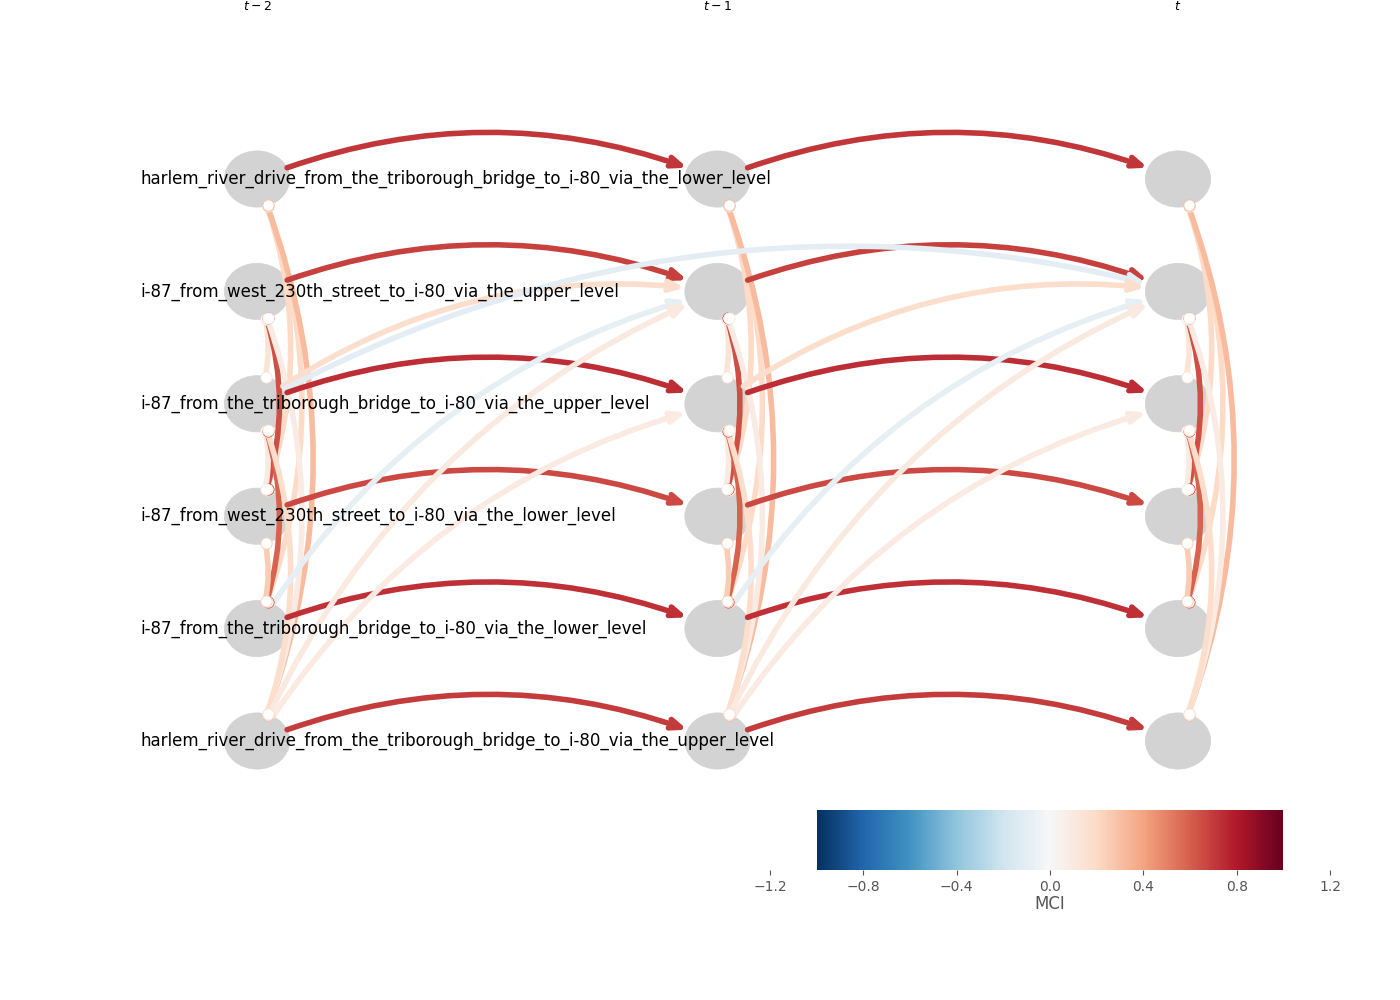 t − 2
t − 1
t
harlem_river_drive_from_the_triborough_bridge_to_i-80_via_the_lower_level
i-87_from_west_230th_street_to_i-80_via_the_upper_level
i-87_from_the_triborough_bridge_to_i-80_via_the_upper_level
i-87_from_west_230th_street_to_i-80_via_the_lower_level
i-87_from_the_triborough_bridge_to_i-80_via_the_lower_level
harlem_river_drive_from_the_triborough_bridge_to_i-80_via_the_upper_level
−1.2 −0.8 −0.4 0.0 0.4 0.8 1.2
MCI